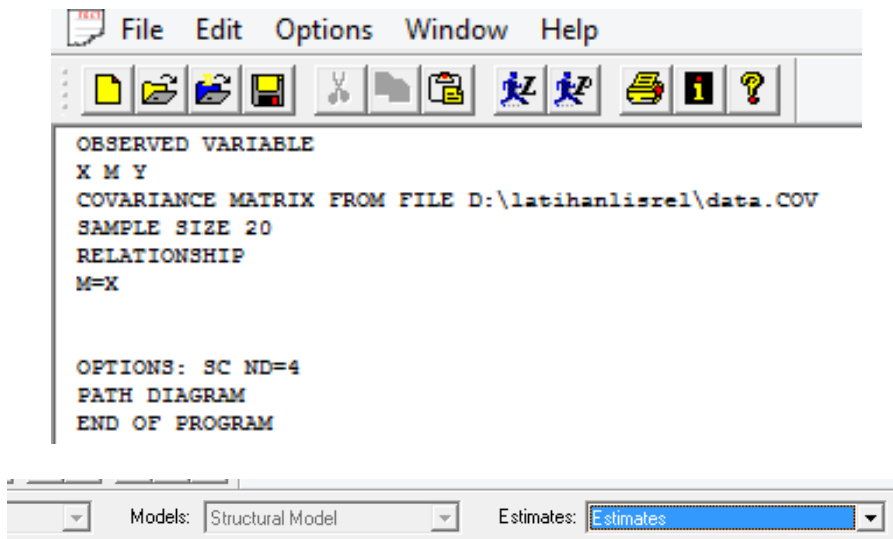 File Edit Options Window Help
OBSERVED VARIABLE
X M Y
COVARIANCE MATRIX FROM FILE D:\latihanlisrel\data.COV
SAMPLE SIZE 20
RELATIONSHIP
M=X
OPTIONS: SC ND=4
PATH DIAGRAM
END OF PROGRAM
Models: Structural Model Estimates: Estimates